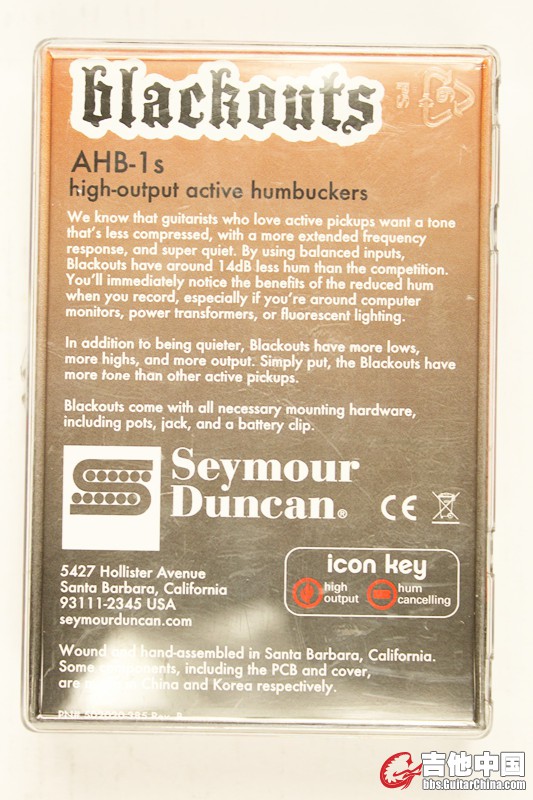 blackouts
AHB-1s
high-output active humbuckers
We know that guitarists who love active pickups want a tone
that's less compressed, with a more extended frequency
response, and super quiet. By using balanced inputs,
Blackouts have around 14dB less hum than the competition.
You'll immediately notice the benefits of the reduced hum
when you record, especially if you're around computer
monitors, power transformers, or fluorescent lighting.
In addition to being quieter, Blackouts have more lows,
more highs, and more output. Simply put, the Blackouts have
more tone than other active pickups.
Blackouts come with all necessary mounting hardware,
including pots, jack, and a battery clip.
Seymour
Duncan®
CE
5427 Hollister Avenue
Santa Barbara, California
93111-2345 USA
seymourduncan.com
icon key
high
output
hum
cancelling
Wound and hand-assembled in Santa Barbara, California.
Some components, including the PCB and cover,
are in China and Korea respectively.
吉他中国
bbs.GuitarChina.com